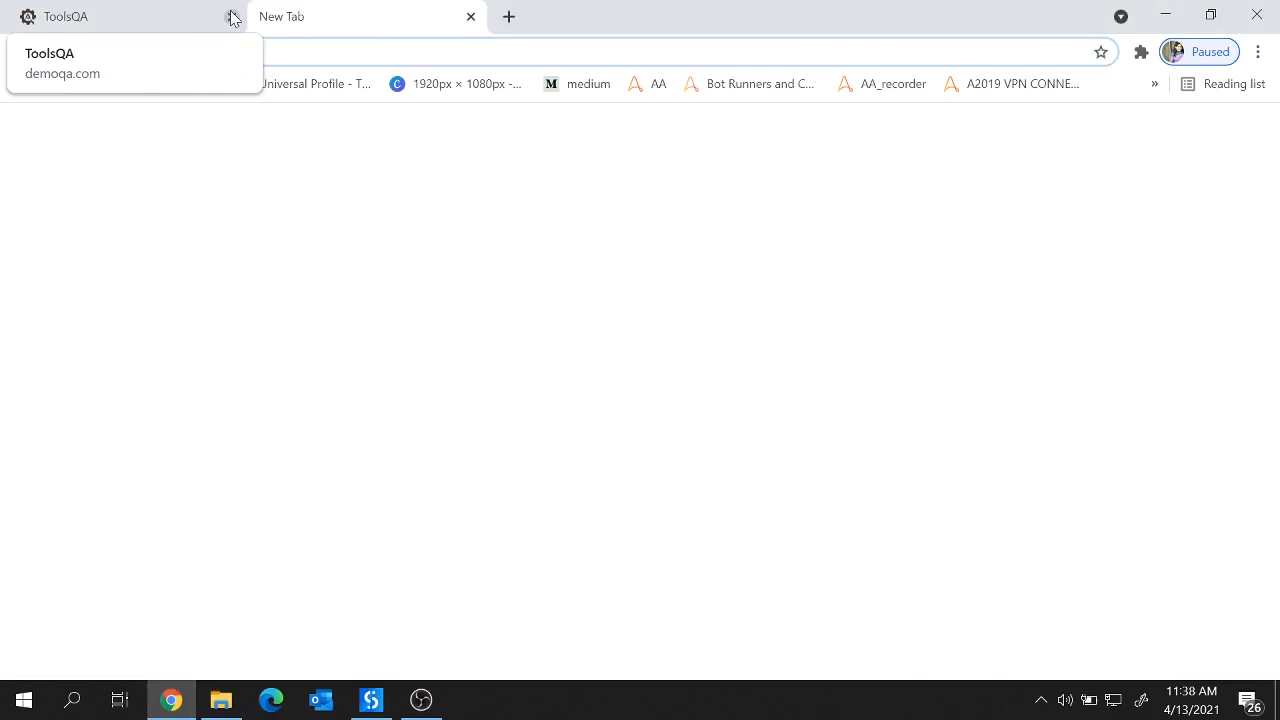 ToolsQA
New Tab
ToolsQA
demoqa.com
Paused
Universal Profile - T...
1920px × 1080px -...
M medium
AA
Bot Runners and C...
AA_recorder
A2019 VPN CONNE...
»
Reading list
11:38 AM
4/13/2021
26